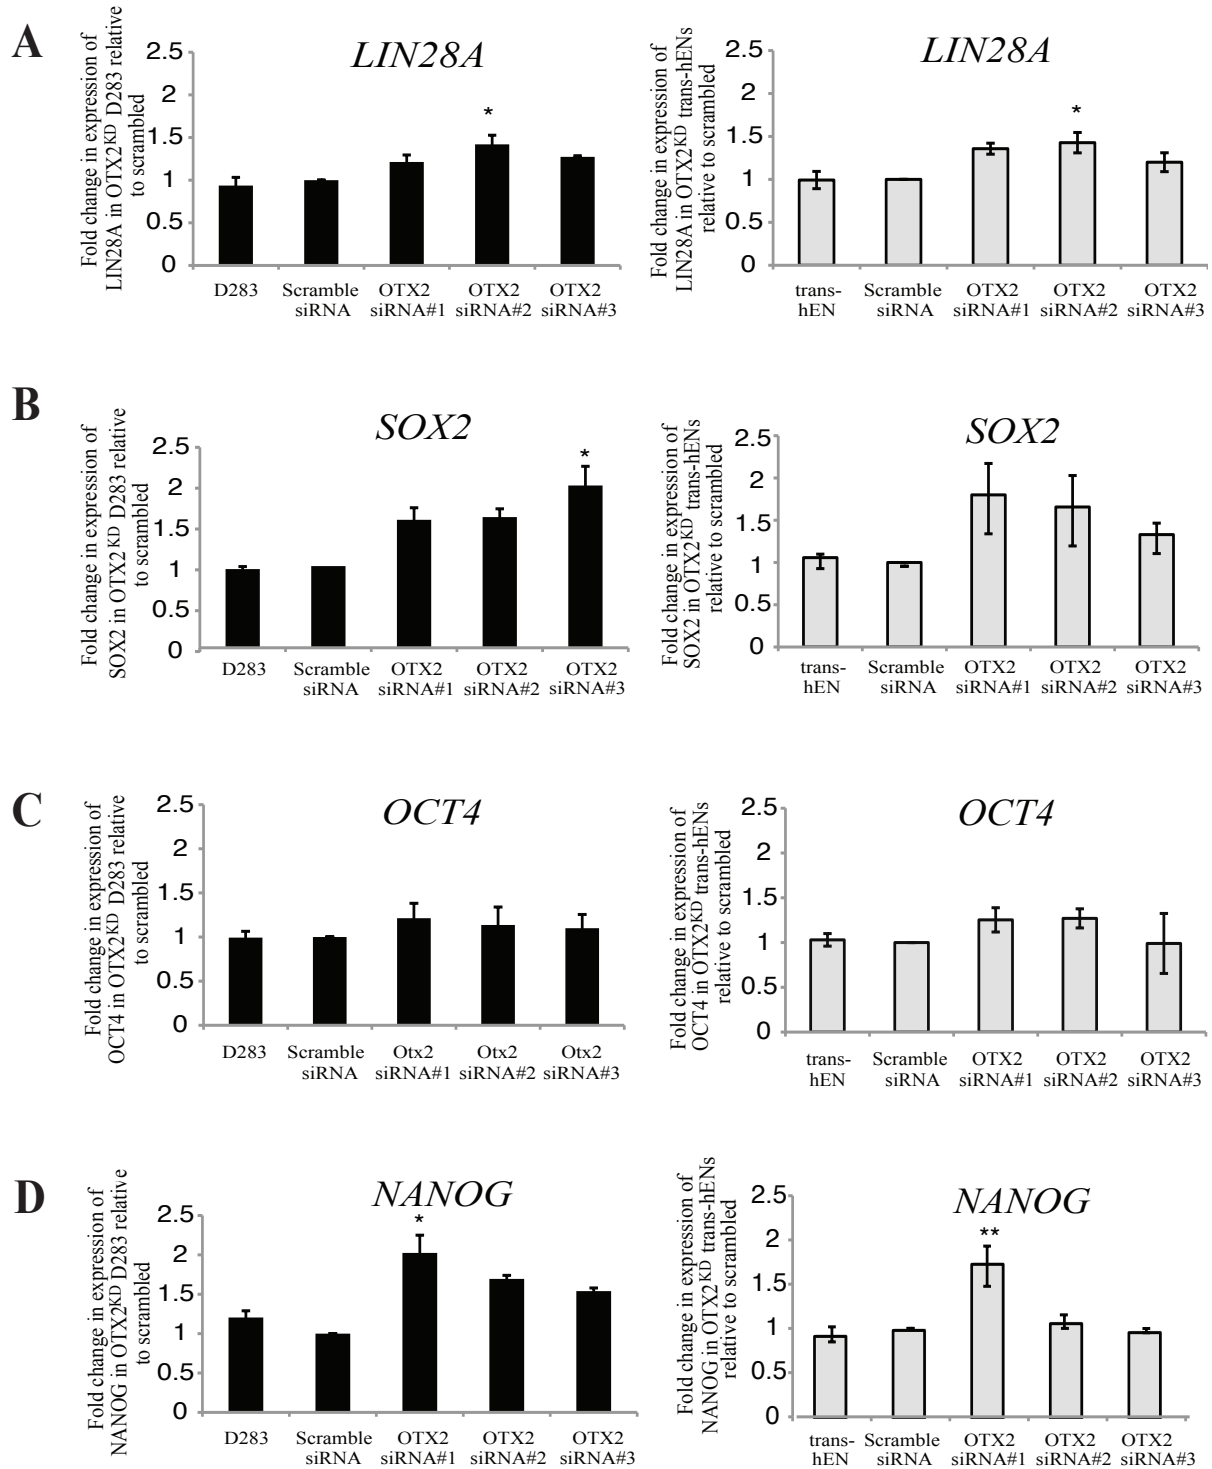 A
Fold change in expression of
LIN28A in OTX2KD D283 relative
to scrambled
LIN28A
2.5
2
1.5
1
0.5
0
*
D283
Scramble
siRNA
OTX2
siRNA#1
OTX2
siRNA#2
OTX2
siRNA#3
Fold change in expression of
LIN28A in OTX2KD trans-hENs
relative to scrambled
LIN28A
2.5
2
1.5
1
0.5
0
*
trans-
hEN
Scramble
siRNA
OTX2
siRNA#1
OTX2
siRNA#2
OTX2
siRNA#3
B
Fold change in expression of
SOX2 in OTX2KD D283 relative
to scrambled
SOX2
2.5
2
1.5
1
0.5
0
*
D283
Scramble
siRNA
OTX2
siRNA#1
OTX2
siRNA#2
OTX2
siRNA#3
Fold change in expression of
SOX2 in OTX2KD trans-hENs
relative to scrambled
SOX2
2.5
2
1.5
1
0.5
0
trans-
hEN
Scramble
siRNA
OTX2
siRNA#1
OTX2
siRNA#2
OTX2
siRNA#3
C
Fold change in expression of
OCT4 in OTX2KD D283 relative
to scrambled
OCT4
2.5
2
1.5
1
0.5
0
D283
Scramble
siRNA
Otx2
siRNA#1
Otx2
siRNA#2
Otx2
siRNA#3
Fold change in expression of
OCT4 in OTX2KD trans-hENs
relative to scrambled
OCT4
2.5
2
1.5
1
0.5
0
trans-
hEN
Scramble
siRNA
OTX2
siRNA#1
OTX2
siRNA#2
OTX2
siRNA#3
D
Fold change in expression of
NANOG in OTX2KD D283 relative
to scrambled
NANOG
2.5
2
1.5
1
0.5
0
*
D283
Scramble
siRNA
OTX2
siRNA#1
OTX2
siRNA#2
OTX2
siRNA#3
Fold change in expression of
NANOG in OTX2KD trans-hENs
relative to scrambled
NANOG
2.5
2
1.5
1
0.5
0
**
trans-
hEN
Scramble
siRNA
OTX2
siRNA#1
OTX2
siRNA#2
OTX2
siRNA#3